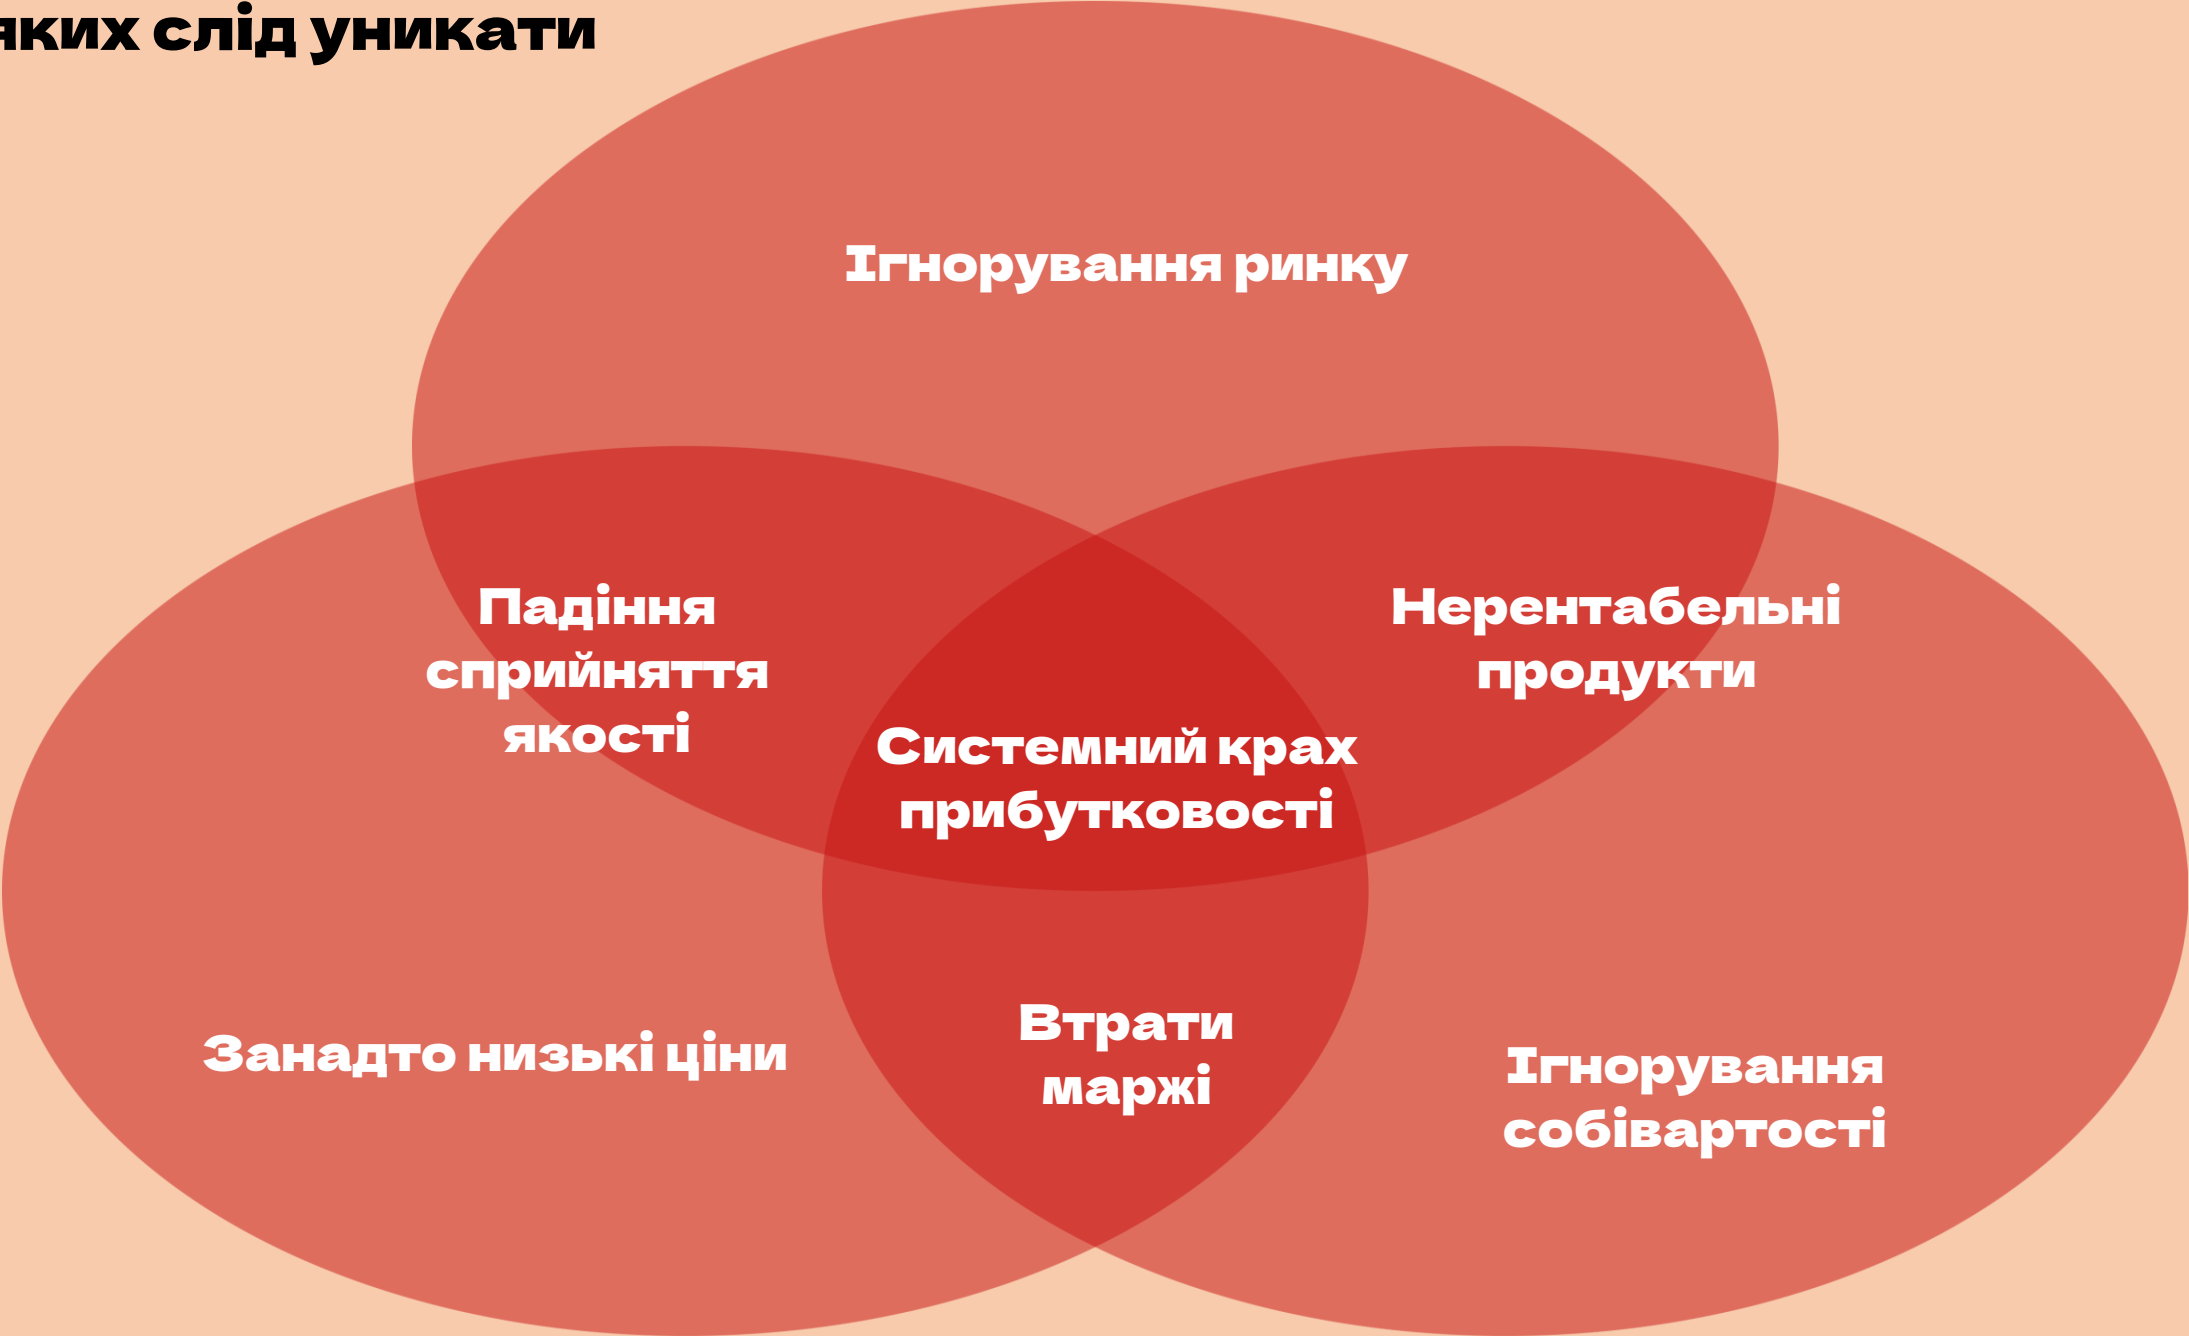 яких слід уникати
Ігнорування ринку
Падіння
сприйняття
якості
Нерентабельні
продукти
Системний крах
прибутковості
Занадто низькі ціни
Втрати
маржі
Ігнорування
собівартості